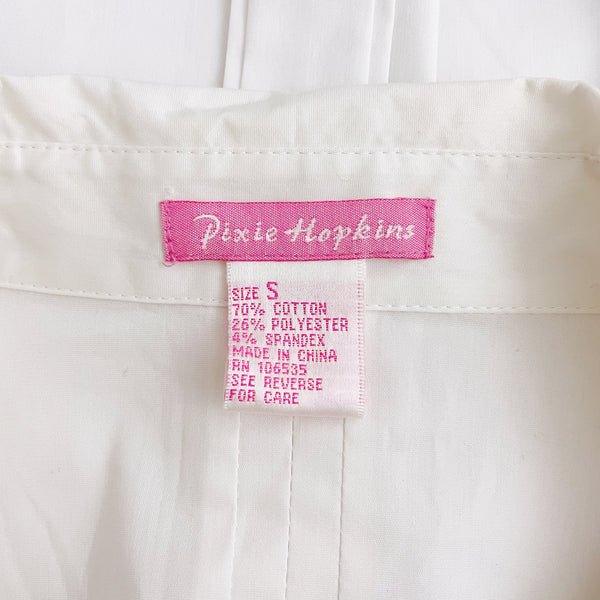 Pixie Hopkins
SIZE S
70% COTTON
26% POLYESTER
4% SPANDEX
MADE IN CHINA
RN 106535
SEE REVERSE
FOR CARE